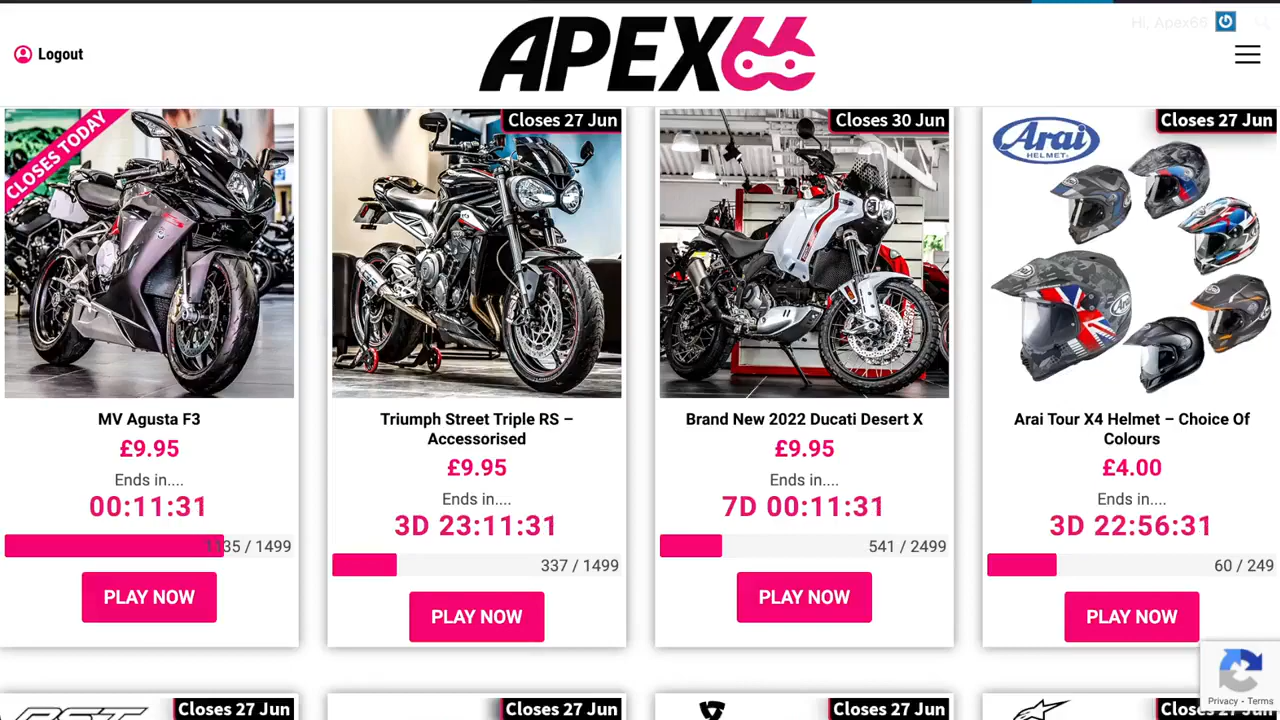 Hi, Apex66
Logout
APEX66
CLOSES TODAY
Closes 27 Jun
Closes 30 Jun
Closes 27 Jun
Arai
HELMET
MV Agusta F3
£9.95
Ends in....
00:11:31
1135 / 1499
PLAY NOW
Triumph Street Triple RS –
Accessorised
£9.95
Ends in....
3D 23:11:31
337 / 1499
PLAY NOW
Brand New 2022 Ducati Desert X
£9.95
Ends in....
7D 00:11:31
541 / 2499
PLAY NOW
Arai Tour X4 Helmet – Choice Of
Colours
£4.00
Ends in....
3D 22:56:31
60 / 249
PLAY NOW
Privacy - Terms
Closes 27 Jun
Closes 27 Jun
Closes 27 Jun
Closes 27 Jun